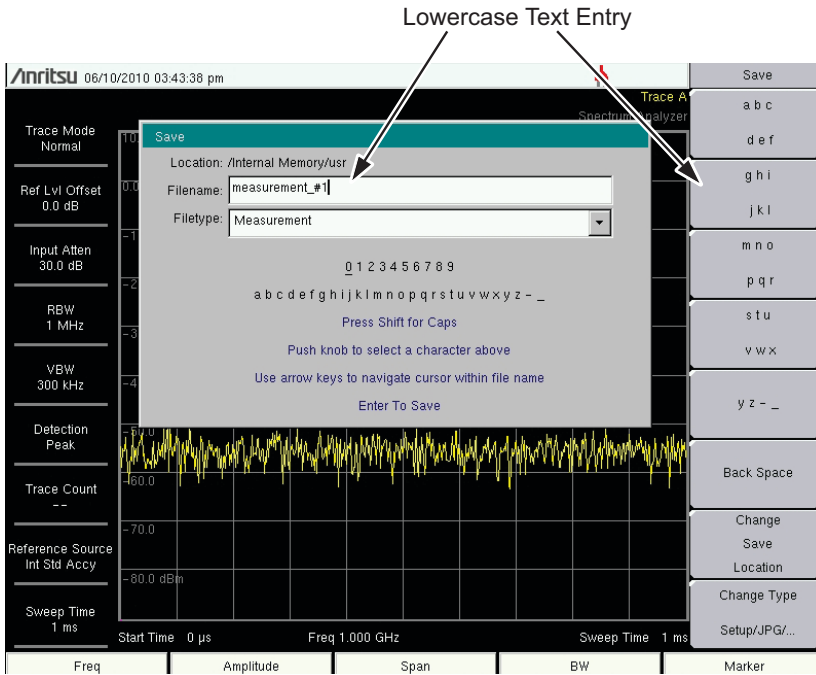 Lowercase Text Entry
Anritsu 06/10/2010 03:43:38 pm
Save
Trace A
Spectrum Analyzer
Trace Mode
Normal
Ref Lvl Offset
0.0 dB
Input Atten
30.0 dB
RBW
1 MHz
VBW
300 kHz
Detection
Peak
Trace Count
--
Reference Source
Int Std Accy
Sweep Time
1 ms
Save
Location: /Internal Memory/usr
Filename: measurement_#1
Filetype: Measurement
0 1 2 3 4 5 6 7 8 9
a b c d e f g h i j k l m n o p q r s t u v w x y z - _
Press Shift for Caps
Push knob to select a character above
Use arrow keys to navigate cursor within file name
Enter To Save
-60.0
-70.0
-80.0 dBm
Start Time 0 µs
Freq 1.000 GHz
Sweep Time 1 ms
a b c
d e f
g h i
j k l
m n o
p q r
s t u
v w x
y z - _
Back Space
Change
Save
Location
Change Type
Setup/JPG/...
Freq
Amplitude
Span
BW
Marker